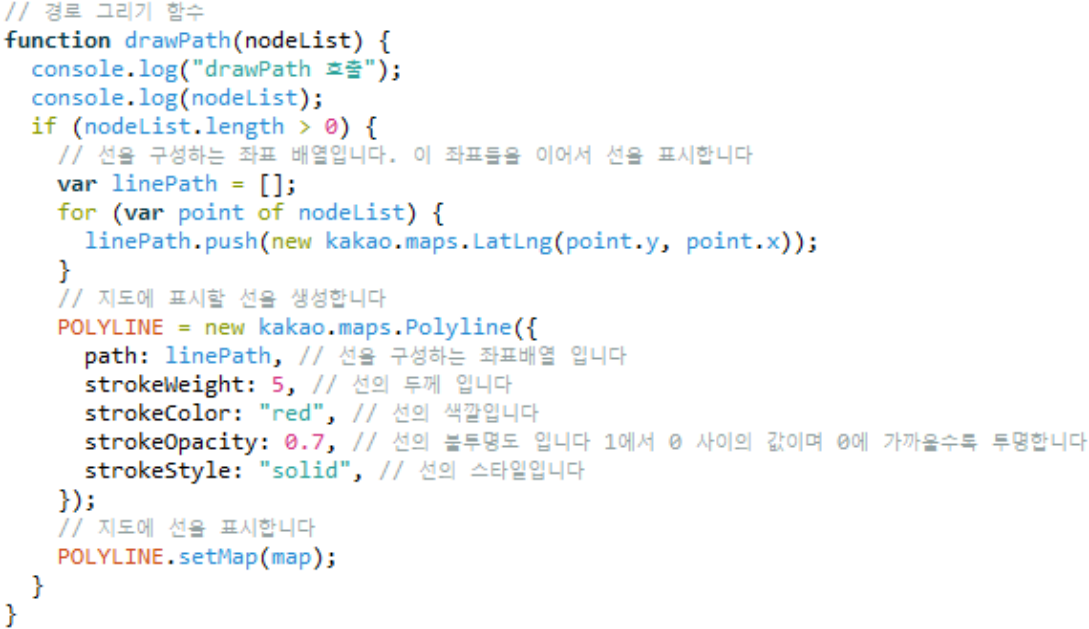 // 경로 그리기 함수
function drawPath(nodeList) {
  console.log("drawPath 호출");
  console.log(nodeList);
  if (nodeList.length > 0) {
    // 선을 구성하는 좌표 배열입니다. 이 좌표들을 이어서 선을 표시합니다
    var linePath = [];
    for (var point of nodeList) {
      linePath.push(new kakao.maps.LatLng(point.y, point.x));
    }
    // 지도에 표시할 선을 생성합니다
    POLYLINE = new kakao.maps.Polyline({
      path: linePath, // 선을 구성하는 좌표배열 입니다
      strokeWeight: 5, // 선의 두께 입니다
      strokeColor: "red", // 선의 색깔입니다
      strokeOpacity: 0.7, // 선의 불투명도 입니다 1에서 0 사이의 값이며 0에 가까울수록 투명합니다
      strokeStyle: "solid", // 선의 스타일입니다
    });
    // 지도에 선을 표시합니다
    POLYLINE.setMap(map);
  }
}